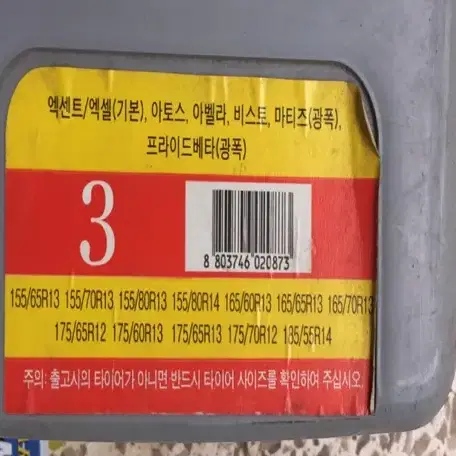 엑센트/엑셀(기본), 아토스, 아벨라, 비스트, 마티즈(광폭),
프라이드베타(광폭)
3
8 803746 020873
155/65R13 155/70R13 155/80R13 155/80R14 165/60R13 165/65R13 165/70R13
175/65R12 175/60R13 175/65R13 175/70R12 185/55R14
주의: 출고시의 타이어가 아니면 반드시 타이어 사이즈를 확인하여 주십시오.